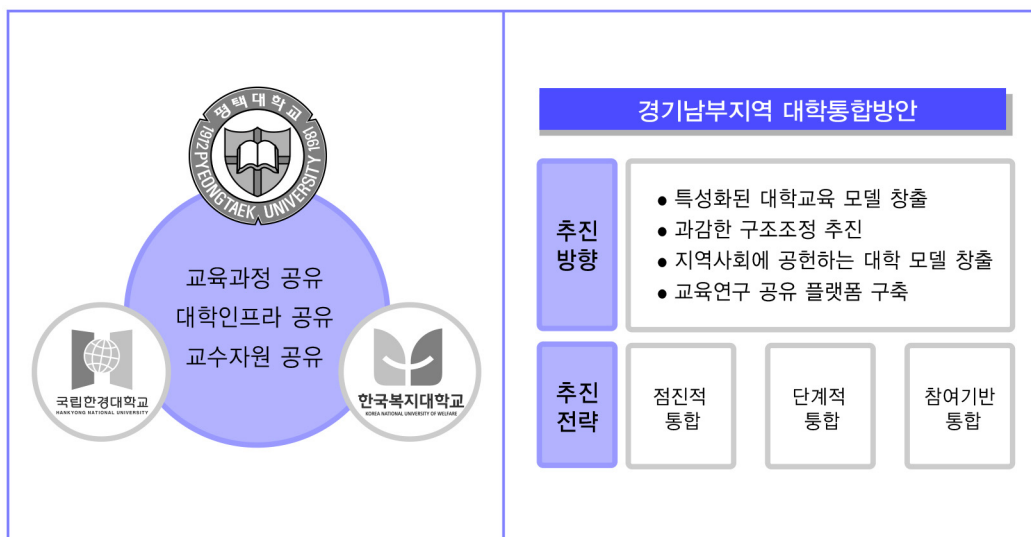 평택대학교
1912 PYEONGTAEK UNIVERSITY 1981
교육과정 공유
대학인프라 공유
교수자원 공유
국립한경대학교
HANKYONG NATIONAL UNIVERSITY
한국복지대학교
KOREA NATIONAL UNIVERSITY OF WELFARE
경기남부지역 대학통합방안
추진
방향
● 특성화된 대학교육 모델 창출
● 과감한 구조조정 추진
● 지역사회에 공헌하는 대학 모델 창출
● 교육연구 공유 플랫폼 구축
추진
전략
점진적
통합
단계적
퉁합
참여기반
통합